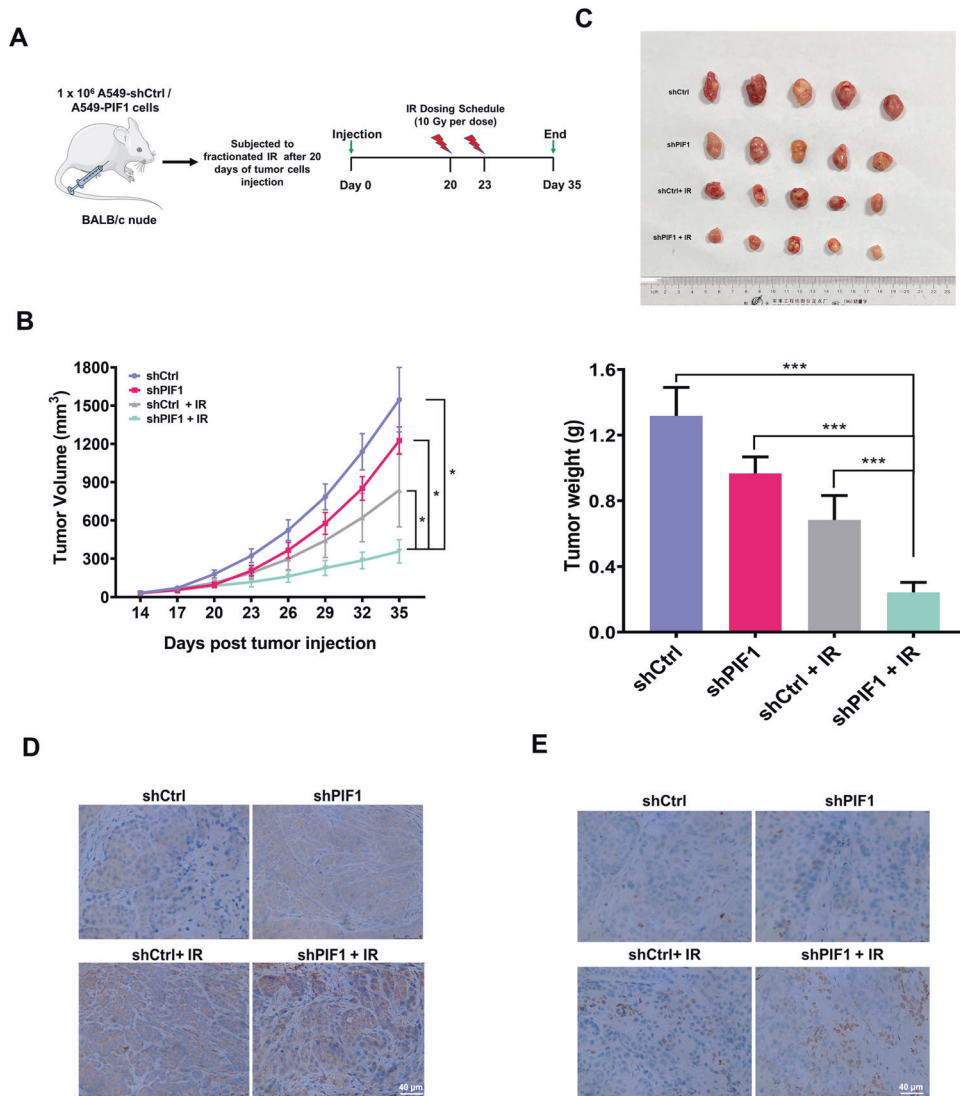 A
1 x 10⁶ A549-shCtrl /
A549-PIF1 cells
BALB/c nude
Subjected to
fractionated IR after 20
days of tumor cells
injection
IR Dosing Schedule
(10 Gy per dose)
Injection
End
Day 0
20
23
Day 35
C
shCtrl
shPIF1
shCtrl+ IR
shPIF1 + IR
B
1800
1500
1200
900
600
300
0
Tumor Volume (mm³)
shCtrl
shPIF1
shCtrl + IR
shPIF1 + IR
*
*
*
14 17 20 23 26 29 32 35
Days post tumor injection
1.6
1.2
0.8
0.4
0.0
Tumor weight (g)
***
***
***
shCtrl
shPIF1
shCtrl + IR
shPIF1 + IR
D
shCtrl
shPIF1
shCtrl+ IR
shPIF1 + IR
40 µm
E
shCtrl
shPIF1
shCtrl+ IR
shPIF1 + IR
40 µm